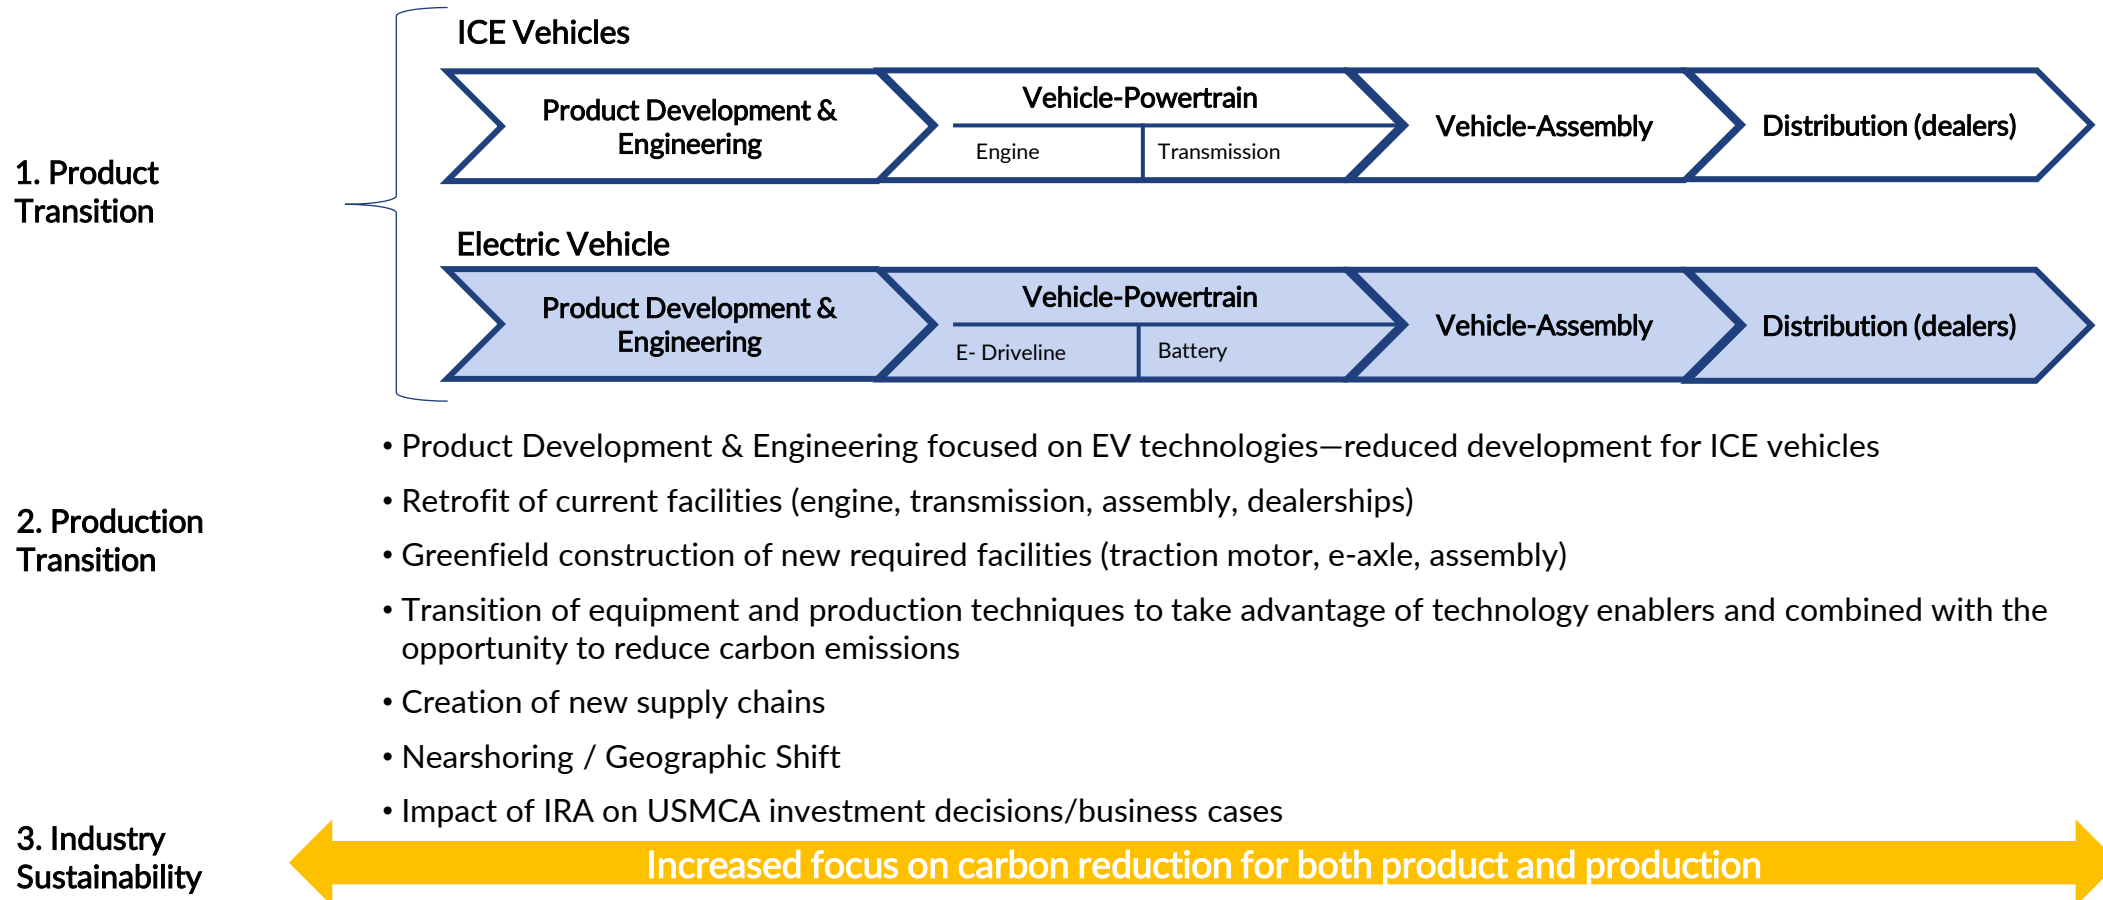 ICE Vehicles
Product Development &
Engineering
Vehicle-Powertrain
Engine
Transmission
Vehicle-Assembly
Distribution (dealers)
1. Product
Transition
Electric Vehicle
Product Development &
Engineering
Vehicle-Powertrain
E- Driveline
Battery
Vehicle-Assembly
Distribution (dealers)
2. Production
Transition
• Product Development & Engineering focused on EV technologies—reduced development for ICE vehicles
• Retrofit of current facilities (engine, transmission, assembly, dealerships)
• Greenfield construction of new required facilities (traction motor, e-axle, assembly)
• Transition of equipment and production techniques to take advantage of technology enablers and combined with the
opportunity to reduce carbon emissions
• Creation of new supply chains
• Nearshoring / Geographic Shift
• Impact of IRA on USMCA investment decisions/business cases
3. Industry
Sustainability
Increased focus on carbon reduction for both product and production